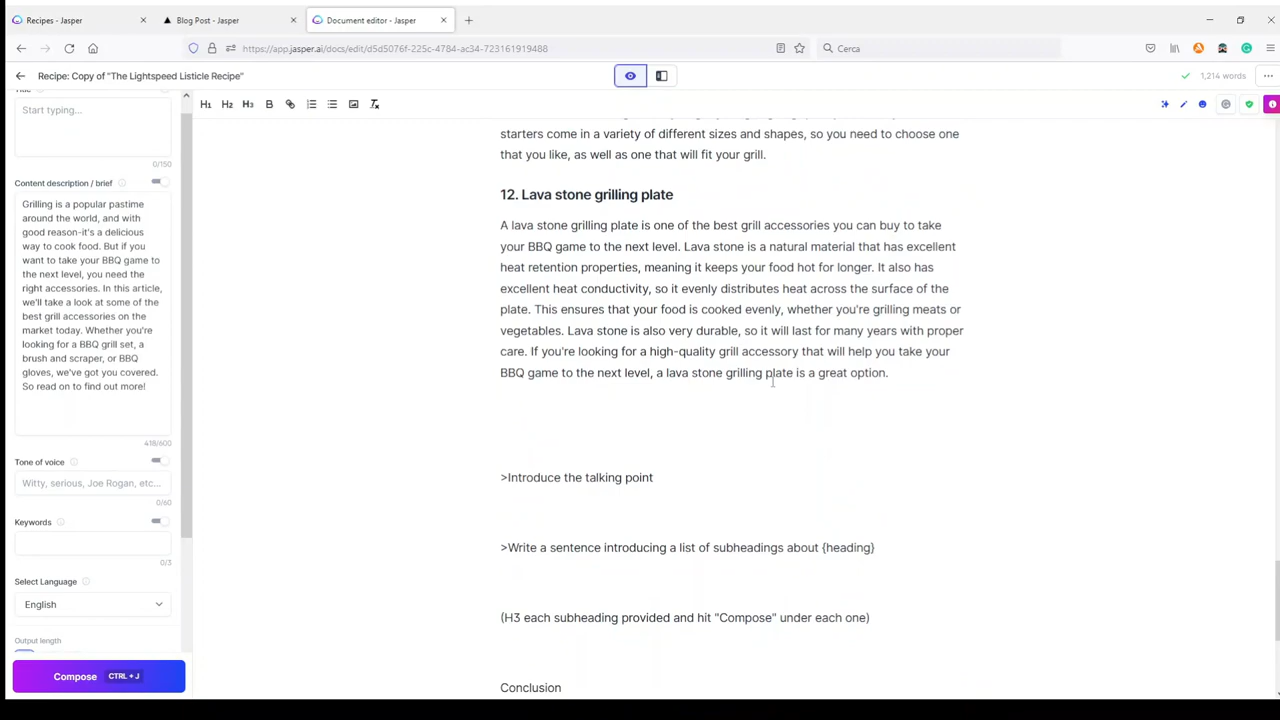 Recipes - Jasper
Blog Post - Jasper
Document editor - Jasper
https://app.jasper.ai/docs/edit/d5d5076f-225c-4784-ac34-723161919488
Cerca
Recipe: Copy of "The Lightspeed Listicle Recipe"
1,214 words
H1 H2 H3 B
Title
Start typing...
0/150
Content description / brief
Grilling is a popular pastime
around the world, and with
good reason-it's a delicious
way to cook food. But if you
want to take your BBQ game to
the next level, you need the
right accessories. In this article,
we'll take a look at some of the
best grill accessories on the
market today. Whether you're
looking for a BBQ grill set, a
brush and scraper, or BBQ
gloves, we've got you covered.
So read on to find out more!
418/600
Tone of voice
Witty, serious, Joe Rogan, etc...
0/60
Keywords
0/3
Select Language
English
Output length
Compose CTRL + J
starters come in a variety of different sizes and shapes, so you need to choose one
that you like, as well as one that will fit your grill.
12. Lava stone grilling plate
A lava stone grilling plate is one of the best grill accessories you can buy to take
your BBQ game to the next level. Lava stone is a natural material that has excellent
heat retention properties, meaning it keeps your food hot for longer. It also has
excellent heat conductivity, so it evenly distributes heat across the surface of the
plate. This ensures that your food is cooked evenly, whether you're grilling meats or
vegetables. Lava stone is also very durable, so it will last for many years with proper
care. If you're looking for a high-quality grill accessory that will help you take your
BBQ game to the next level, a lava stone grilling plate is a great option.
>Introduce the talking point
>Write a sentence introducing a list of subheadings about {heading}
(H3 each subheading provided and hit "Compose" under each one)
Conclusion